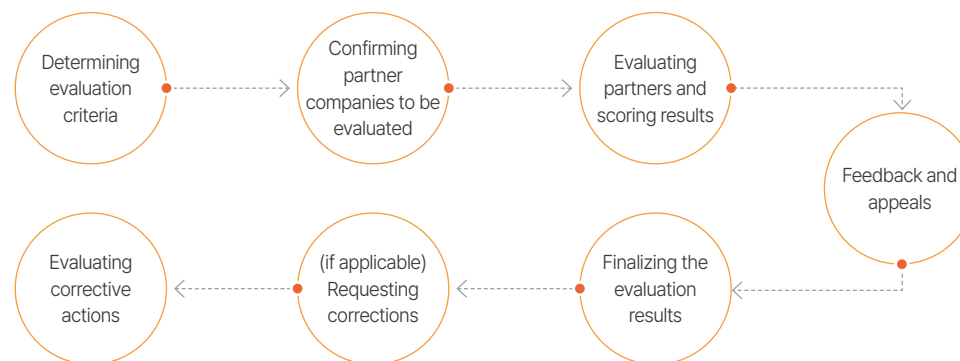 Determining
evaluation
criteria
Confirming
partner
companies to be
evaluated
Evaluating
partners and
scoring results
Feedback and
appeals
Finalizing the
evaluation
results
(if applicable)
Requesting
corrections
Evaluating
corrective
actions